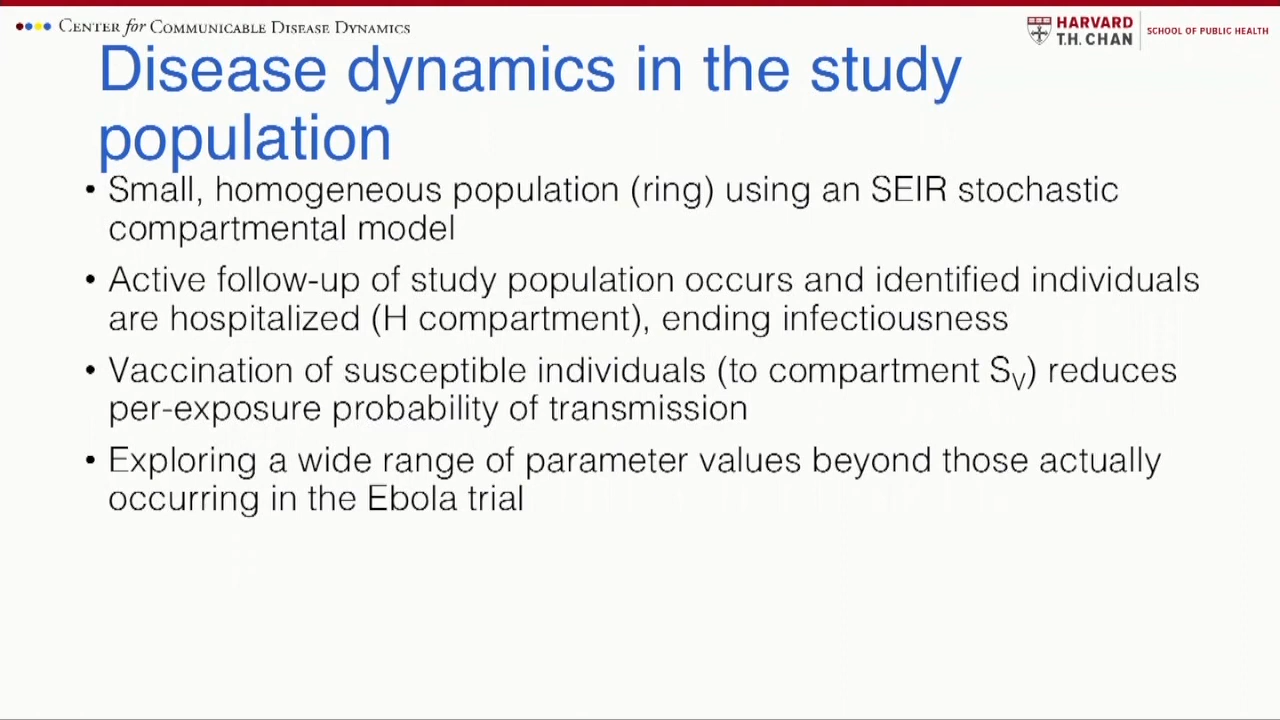 CENTER for COMMUNICABLE DISEASE DYNAMICS
HARVARD
T.H. CHAN
SCHOOL OF PUBLIC HEALTH
Disease dynamics in the study
population
• Small, homogeneous population (ring) using an SEIR stochastic
compartmental model
• Active follow-up of study population occurs and identified individuals
are hospitalized (H compartment), ending infectiousness
• Vaccination of susceptible individuals (to compartment SV) reduces
per-exposure probability of transmission
• Exploring a wide range of parameter values beyond those actually
occurring in the Ebola trial